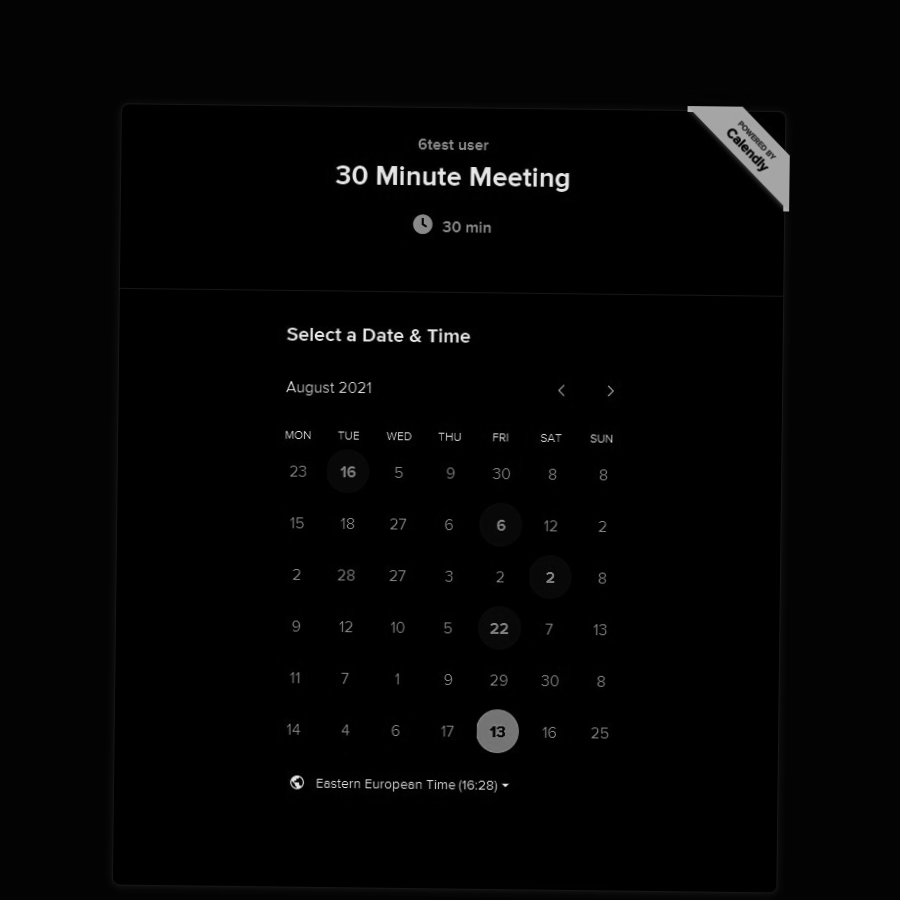 POWERED BY
Calendly
6test user
30 Minute Meeting
30 min
Select a Date & Time
August 2021
MON TUE WED THU FRI SAT SUN
23 16 5 9 30 8 8
15 18 27 6 6 12 2
2 28 27 3 2 2 8
9 12 10 5 22 7 13
11 7 1 9 29 30 8
14 4 6 17 13 16 25
Eastern European Time (16:28)